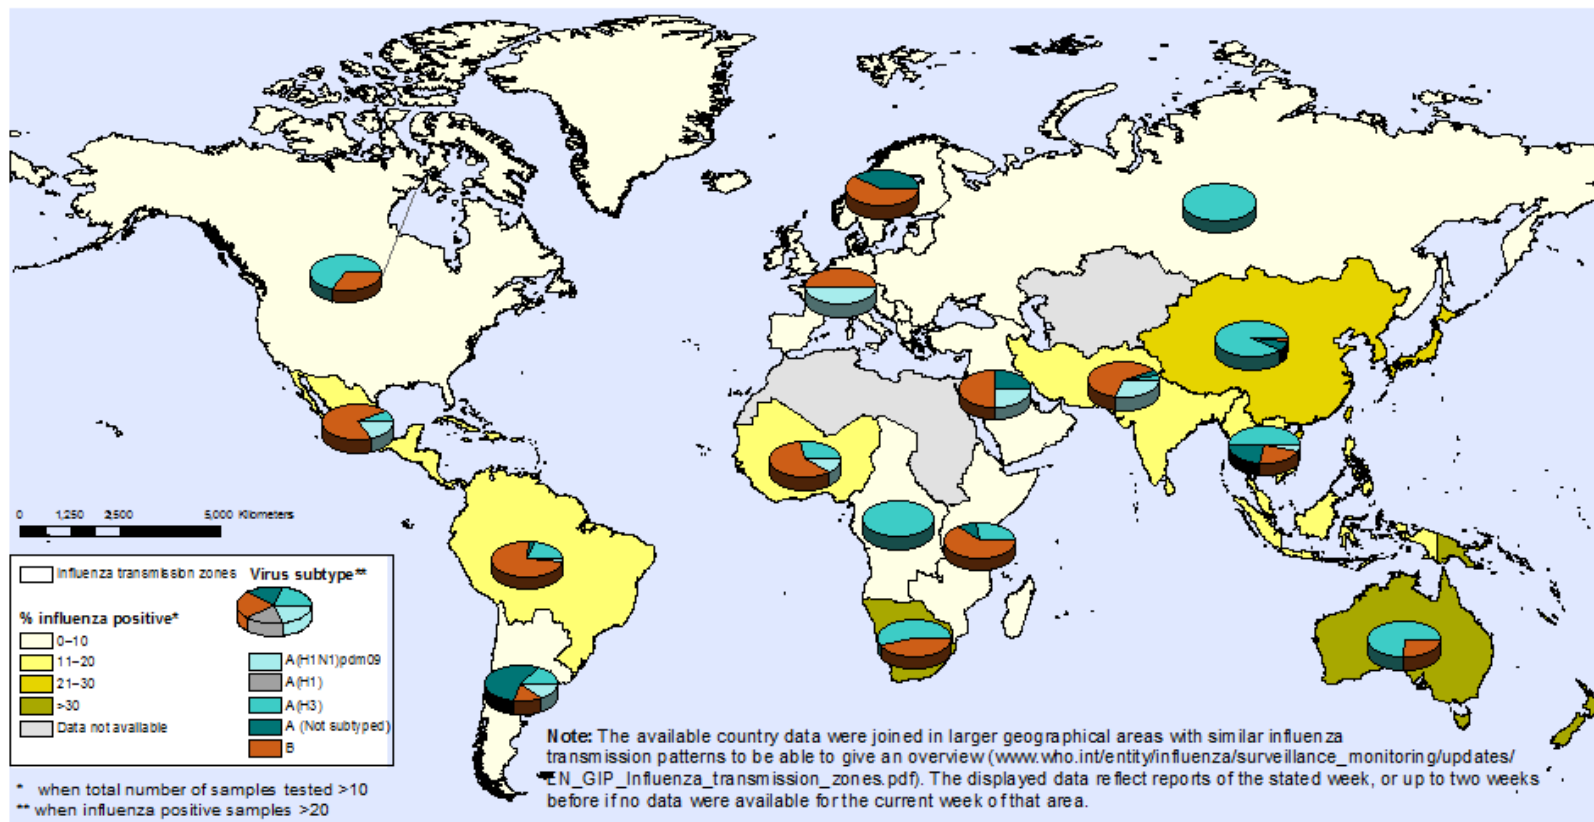 0 1,250 2,500 5,000 Kilometers
Influenza transmission zones
% influenza positive*
0–10
11–20
21–30
>30
Data not available
Virus subtype**
A(H1N1)pdm09
A(H1)
A(H3)
A (Not subtyped)
B
* when total number of samples tested >10
** when influenza positive samples >20
Note: The available country data were joined in larger geographical areas with similar influenza
transmission patterns to be able to give an overview (www.who.int/entity/influenza/surveillance_monitoring/updates/
EN_GIP_Influenza_transmission_zones.pdf). The displayed data reflect reports of the stated week, or up to two weeks
before if no data were available for the current week of that area.